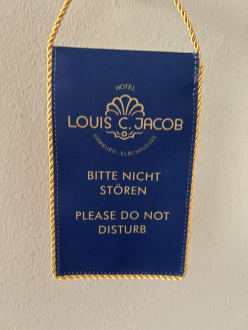 HOTEL
LOUIS C. JACOB
HAMBURG · ELBCHAUSSEE
BITTE NICHT
STÖREN
PLEASE DO NOT
DISTURB